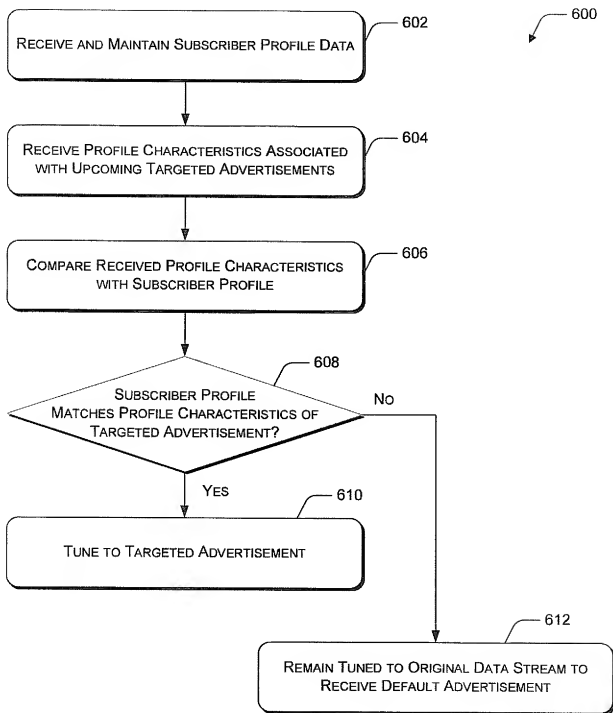 600
602
RECEIVE AND MAINTAIN SUBSCRIBER PROFILE DATA
604
RECEIVE PROFILE CHARACTERISTICS ASSOCIATED
WITH UPCOMING TARGETED ADVERTISEMENTS
606
COMPARE RECEIVED PROFILE CHARACTERISTICS
WITH SUBSCRIBER PROFILE
608
SUBSCRIBER PROFILE
MATCHES PROFILE CHARACTERISTICS OF
TARGETED ADVERTISEMENT?
NO
YES
610
TUNE TO TARGETED ADVERTISEMENT
612
REMAIN TUNED TO ORIGINAL DATA STREAM TO
RECEIVE DEFAULT ADVERTISEMENT